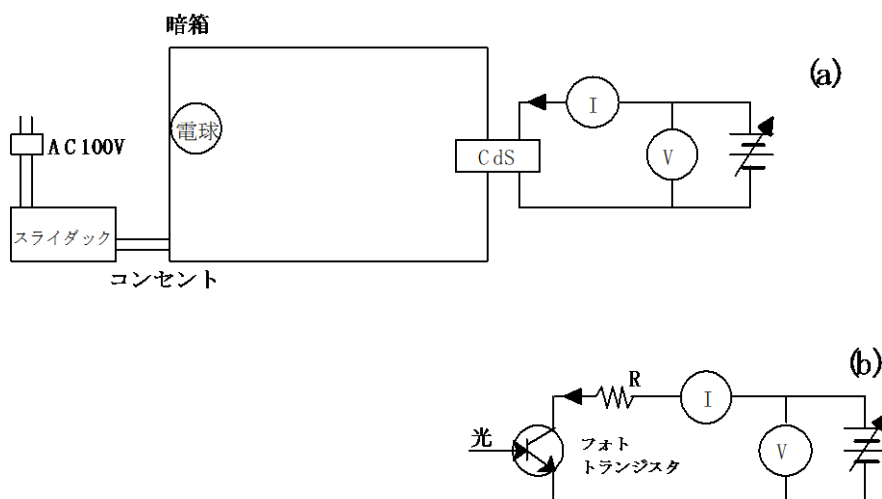 暗箱
(a)
I
電球
AC100V
CdS
V
スライダック
コンセント
(b)
R
I
光
フォト
トランジスタ
V